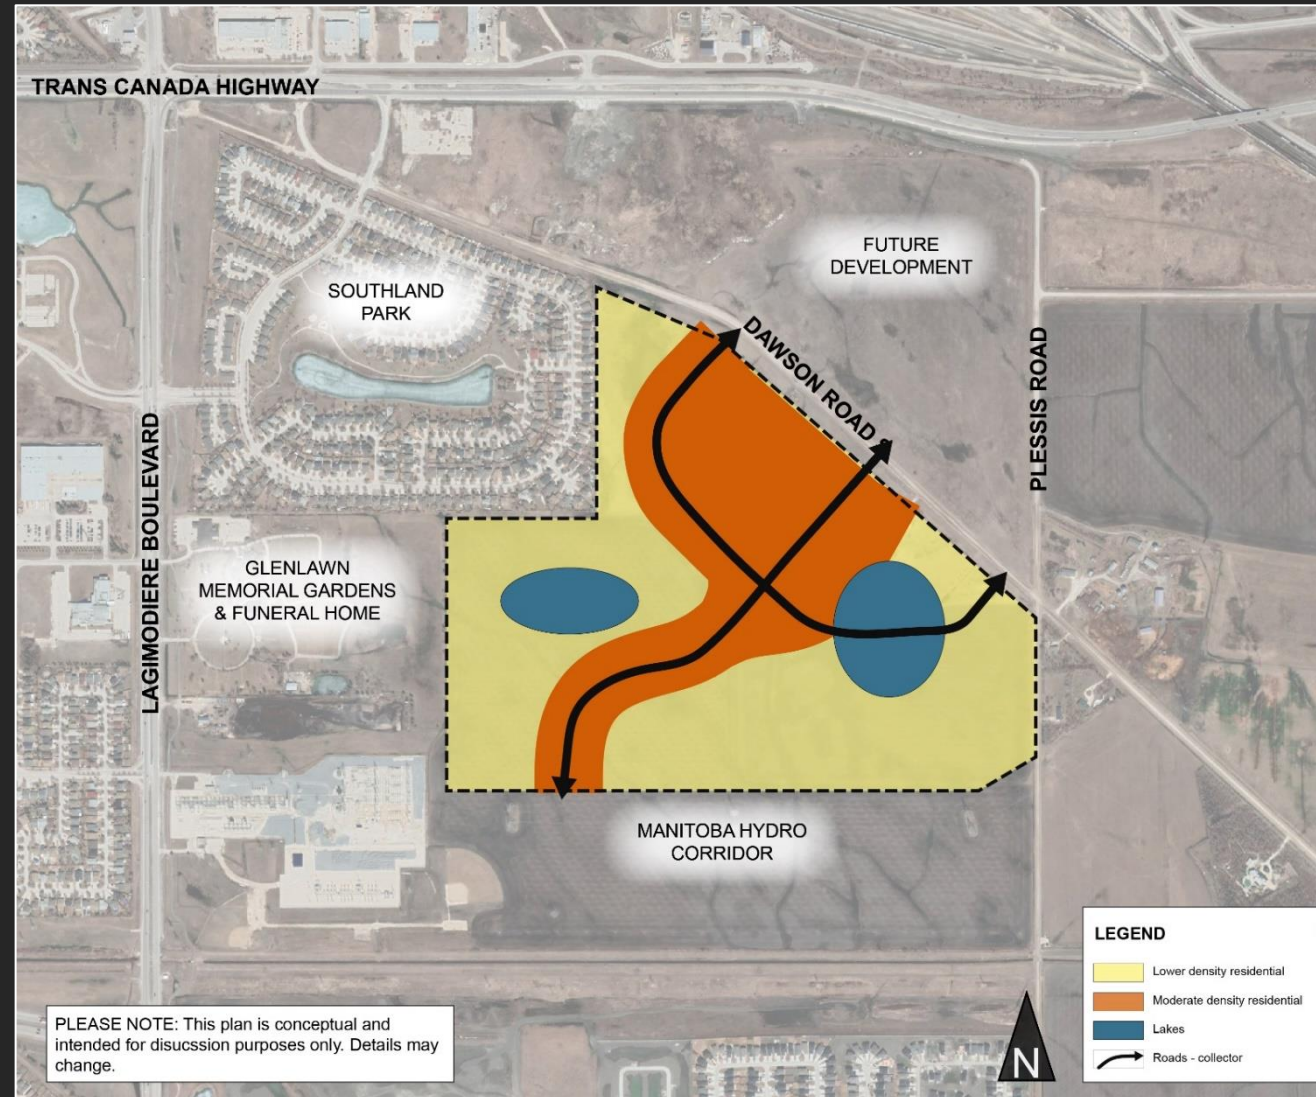 TRANS CANADA HIGHWAY
FUTURE
DEVELOPMENT
SOUTHLAND
PARK
DAWSON ROAD S
PLESSIS ROAD
LAGIMODIERE BOULEVARD
GLENLAWN
MEMORIAL GARDENS
& FUNERAL HOME
MANITOBA HYDRO
CORRIDOR
LEGEND
Lower density residential
Moderate density residential
Lakes
Roads - collector
N
PLEASE NOTE: This plan is conceptual and
intended for disucssion purposes only. Details may
change.